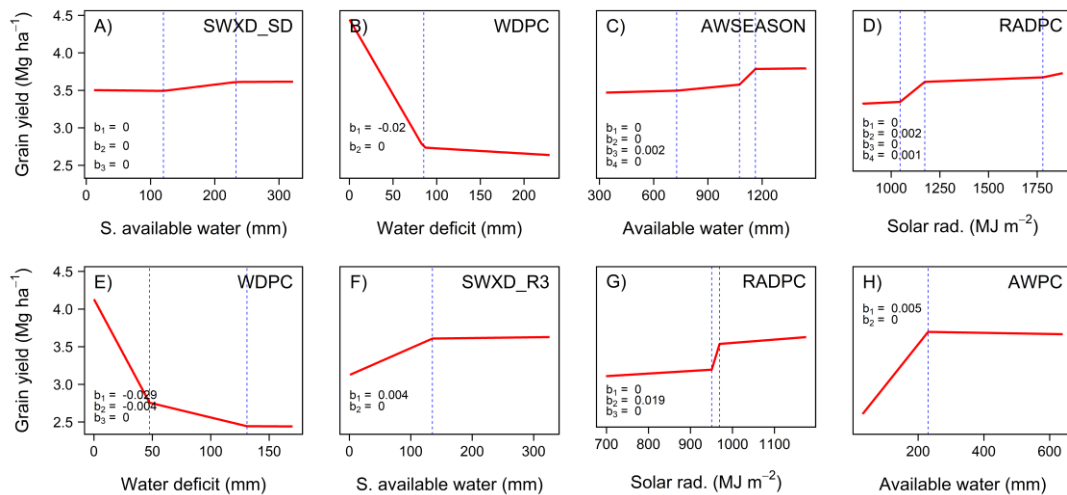 Grain yield (Mg ha⁻¹)
4.5
3.5
3.0
2.5
A) SWXD_SD
b₁ = 0
b₂ = 0
b₃ = 0
0 100 200 300
S. available water (mm)
B) WDPC
b₁ = -0.02
b₂ = 0
0 50 100 150 200
Water deficit (mm)
C) AWSEASON
b₁ = 0
b₂ = 0
b₃ = 0.002
b₄ = 0
300 600 900 1200
Available water (mm)
D) RADPC
b₁ = 0
b₂ = 0.002
b₃ = 0
b₄ = 0.001
1000 1250 1500 1750
Solar rad. (MJ m⁻²)
Grain yield (Mg ha⁻¹)
4.5
4.0
3.5
3.0
2.5
E) WDPC
b₁ = -0.029
b₂ = -0.004
b₃ = 0
0 50 100 150
Water deficit (mm)
F) SWXD_R3
b₁ = 0.004
b₂ = 0
0 100 200 300
S. available water (mm)
G) RADPC
b₁ = 0
b₂ = 0.019
b₃ = 0
700 800 900 1000 1100
Solar rad. (MJ m⁻²)
H) AWPC
b₁ = 0.005
b₂ = 0
200 400 600
Available water (mm)